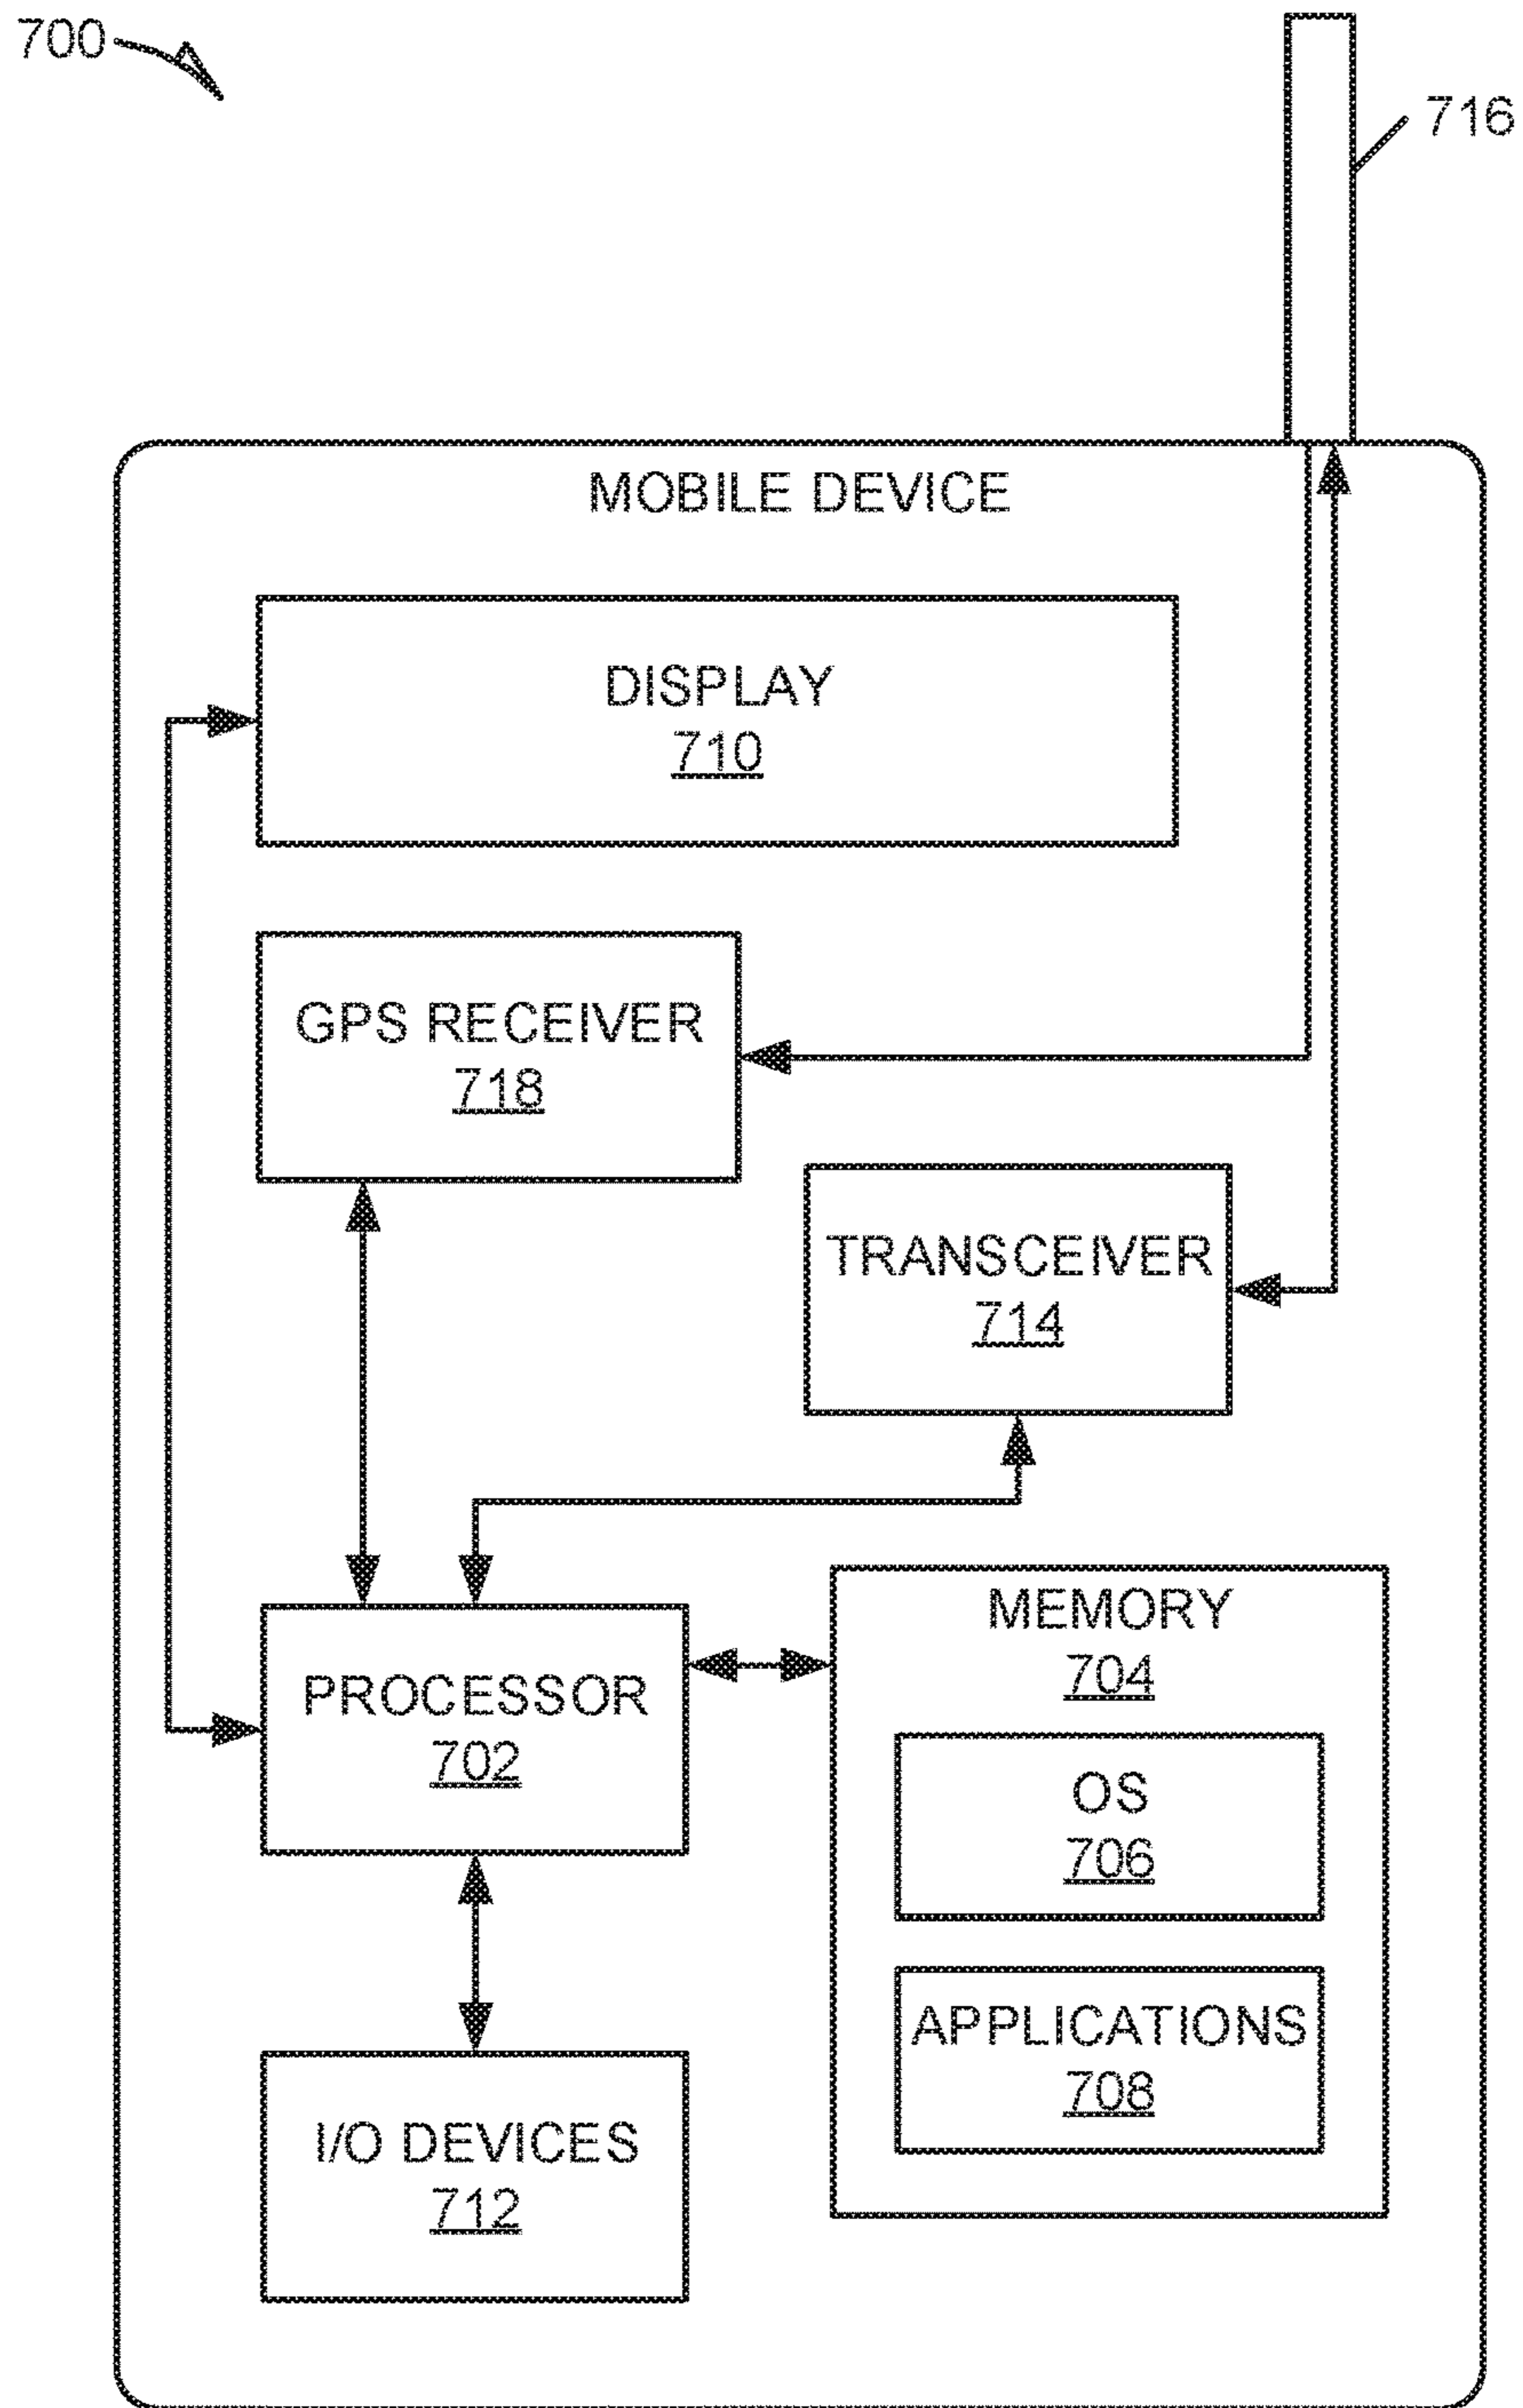 700
716
MOBILE DEVICE
DISPLAY
710
GPS RECEIVER
718
TRANSCEIVER
714
PROCESSOR
702
MEMORY
704
OS
706
APPLICATIONS
708
I/O DEVICES
712